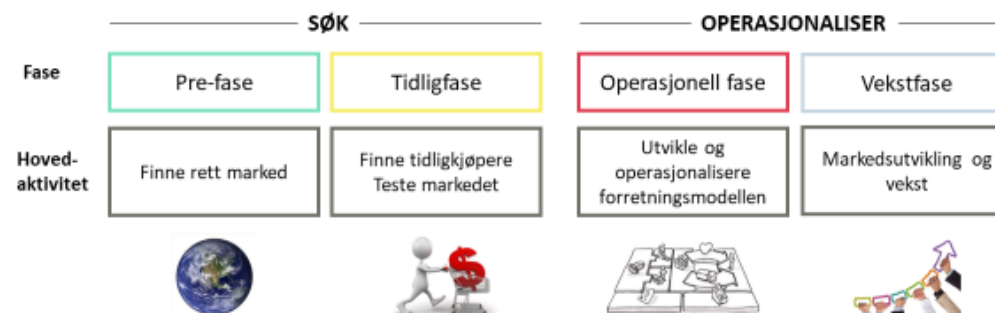 SØK
OPERASJONALISER
Fase
Pre-fase
Tidligfase
Operasjonell fase
Vekstfase
Hoved-
aktivitet
Finne rett marked
Finne tidligkjøpere
Teste markedet
Utvikle og
operasjonalisere
forretningsmodellen
Markedsutvikling og
vekst